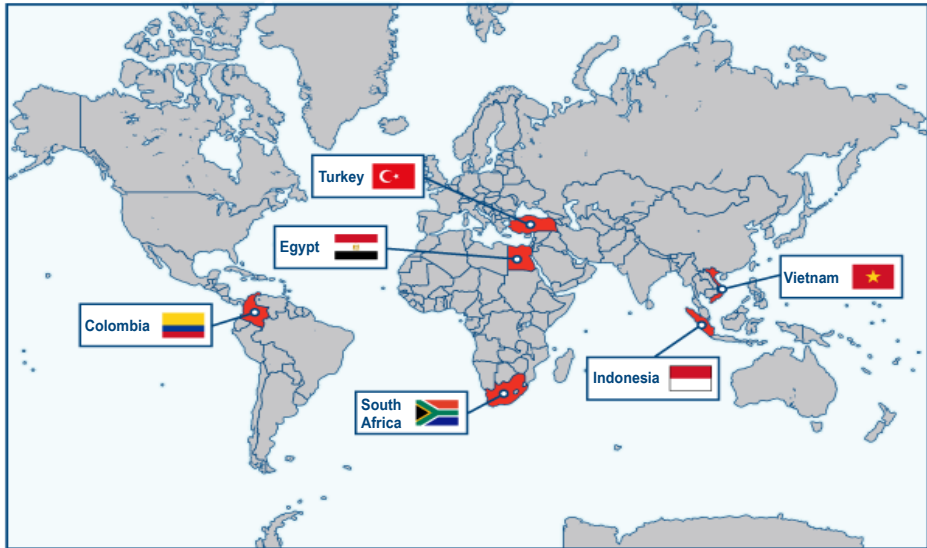 Turkey
Egypt
Vietnam
Colombia
Indonesia
South
Africa